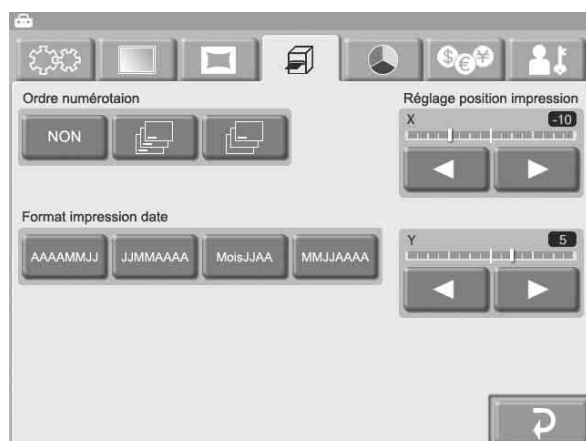 Ordre numérotaion
Réglage position impression
X -10
NON
Format impression date
AAAAMMJJ JJMMAAAA MoisJJAA MMJJAAAA
Y 5